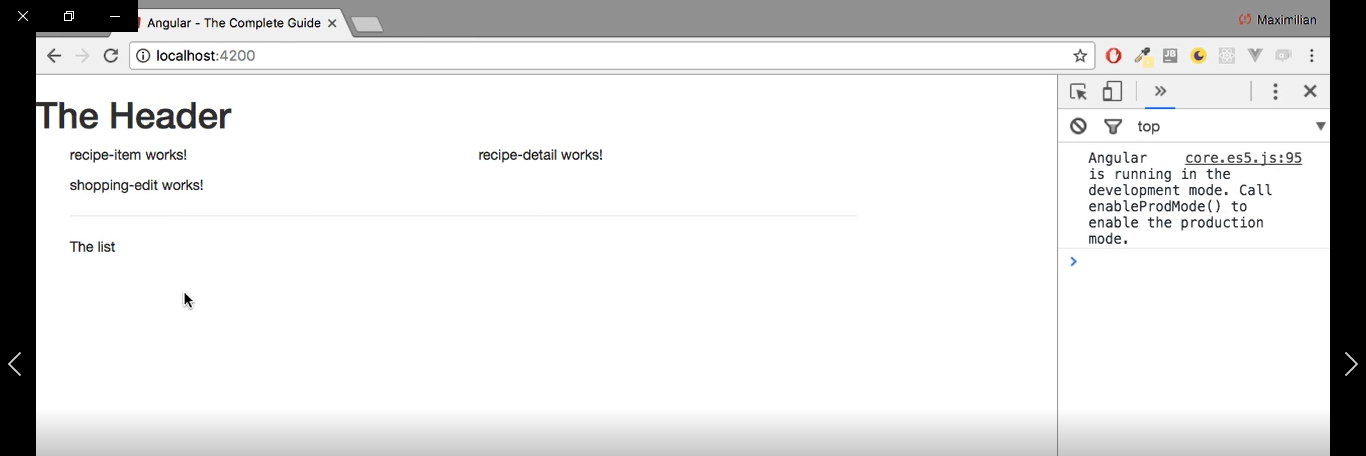 Angular - The Complete Guide
Maximilian
localhost:4200
The Header
recipe-item works!
recipe-detail works!
shopping-edit works!
The list
top
Angular core.es5.js:95
is running in the
development mode. Call
enableProdMode() to
enable the production
mode.